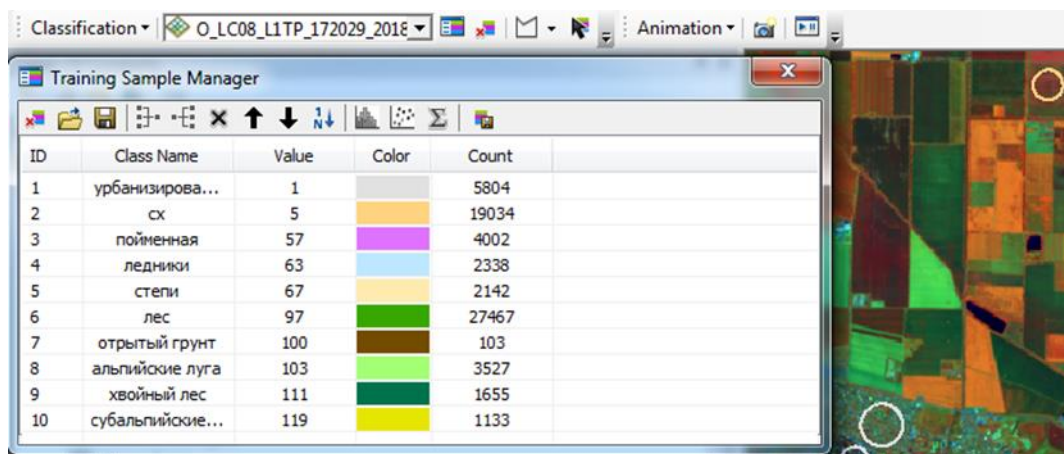 Classification O_LC08_L1TP_172029_2018 Animation
Training Sample Manager
ID Class Name Value Color Count
1 урбанизирова... 1 5804
2 сх 5 19034
3 пойменная 57 4002
4 ледники 63 2338
5 степи 67 2142
6 лес 97 27467
7 отрытый грунт 100 103
8 альпийские луга 103 3527
9 хвойный лес 111 1655
10 субальпийские... 119 1133